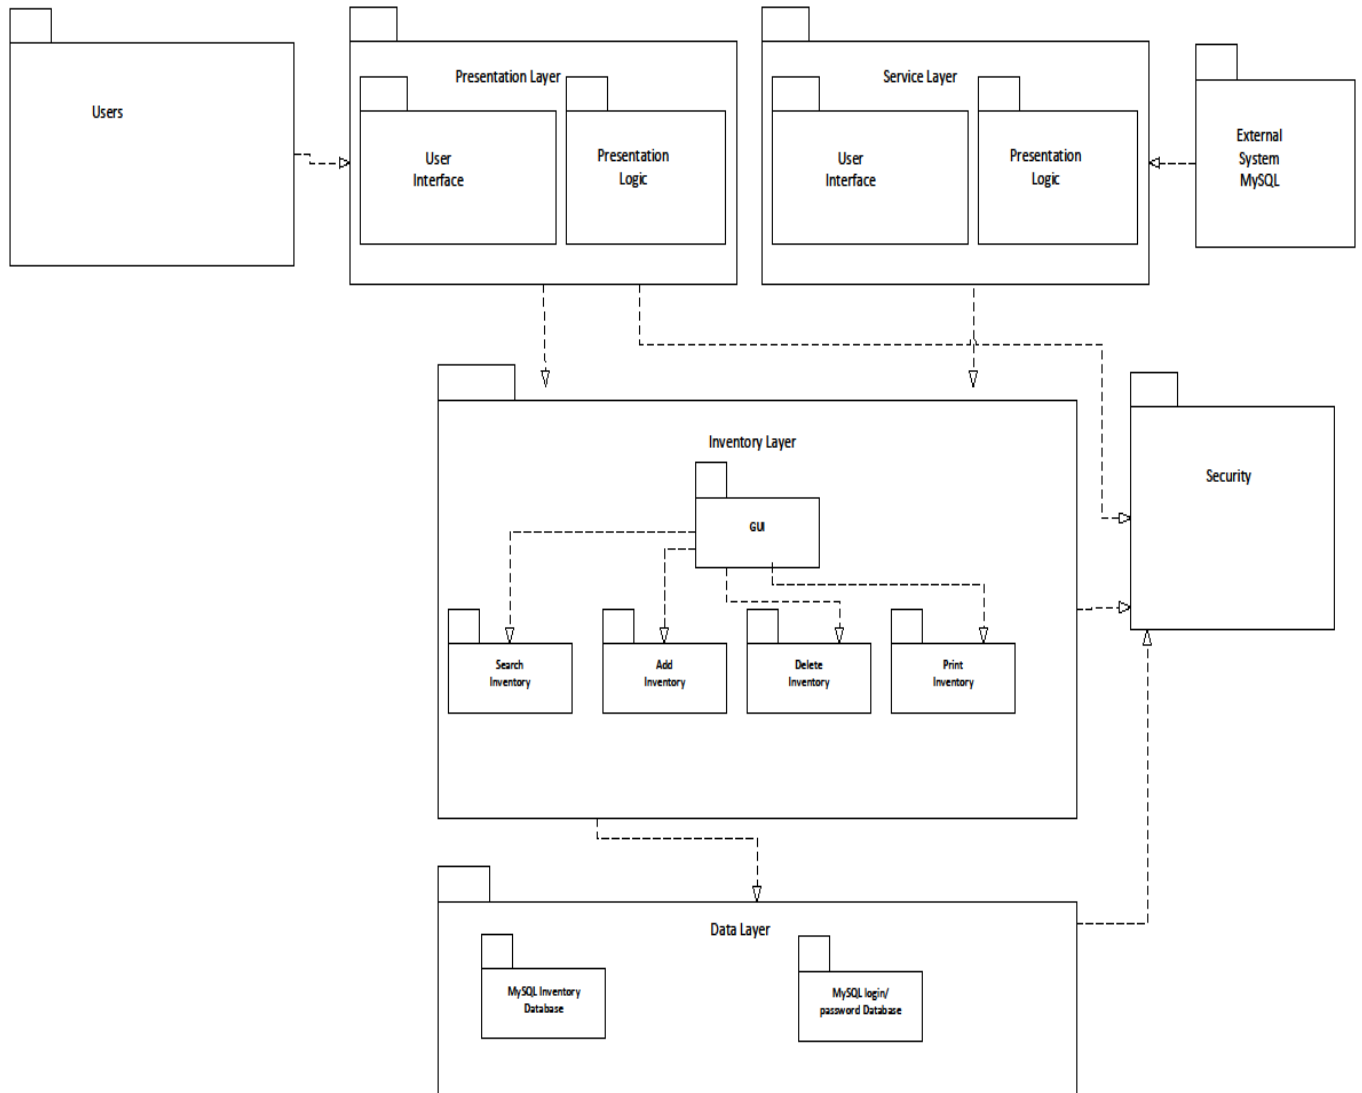 Users
Presentation Layer
User
Interface
Presentation
Logic
Service Layer
User
Interface
Presentation
Logic
External
System
MySQL
Inventory Layer
GUI
Search
Inventory
Add
Inventory
Delete
Inventory
Print
Inventory
Security
Data Layer
MySQL Inventory
Database
MySQL login/
password Database